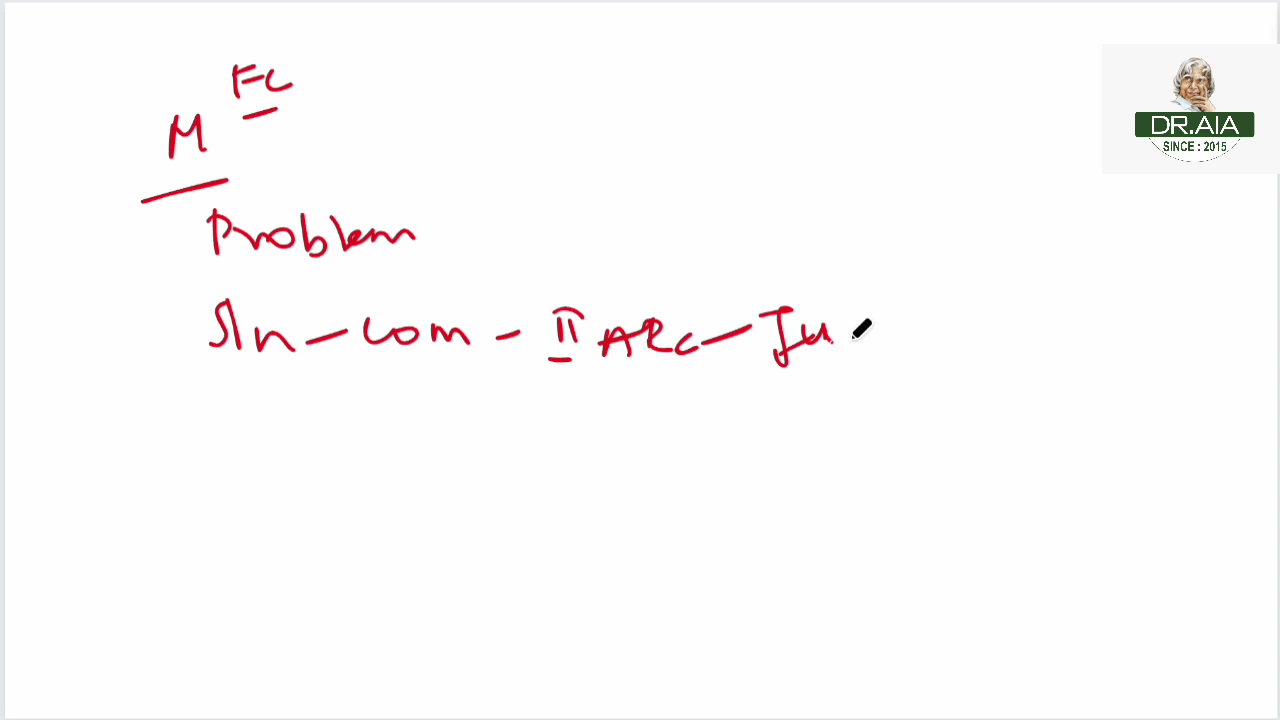 FC
M
Problem
Sln - com - II ARC - Ju
DR.AIA
SINCE : 2015